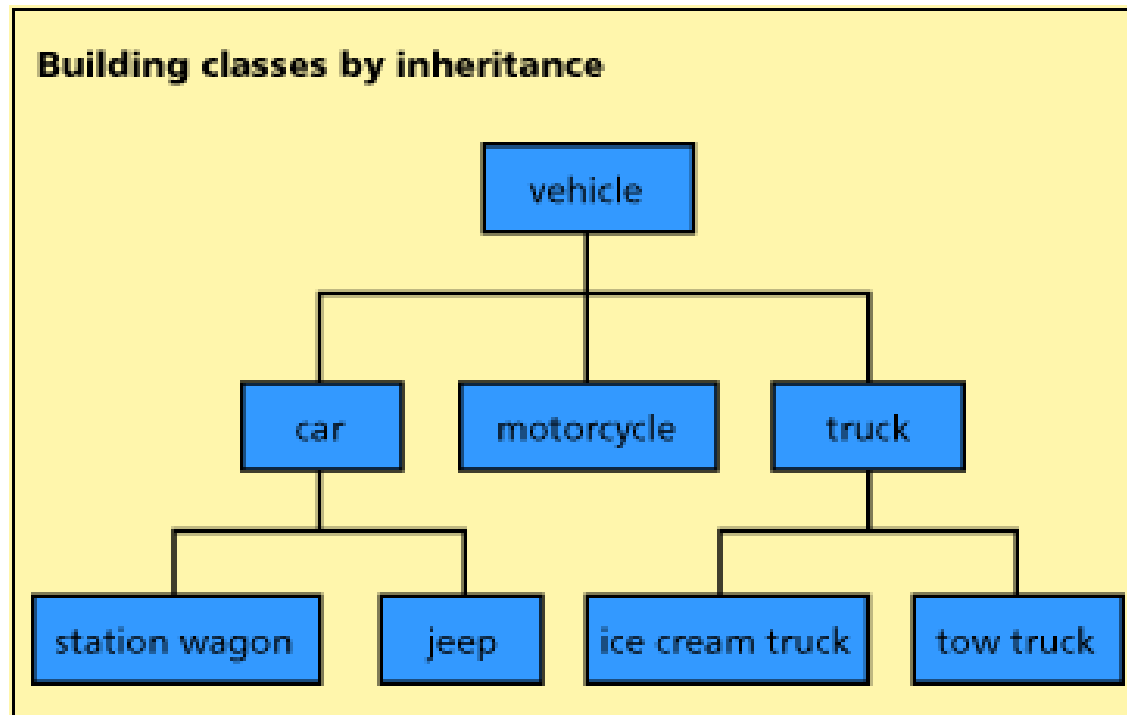 Building classes by inheritance
vehicle
car
motorcycle
truck
station wagon
jeep
ice cream truck
tow truck